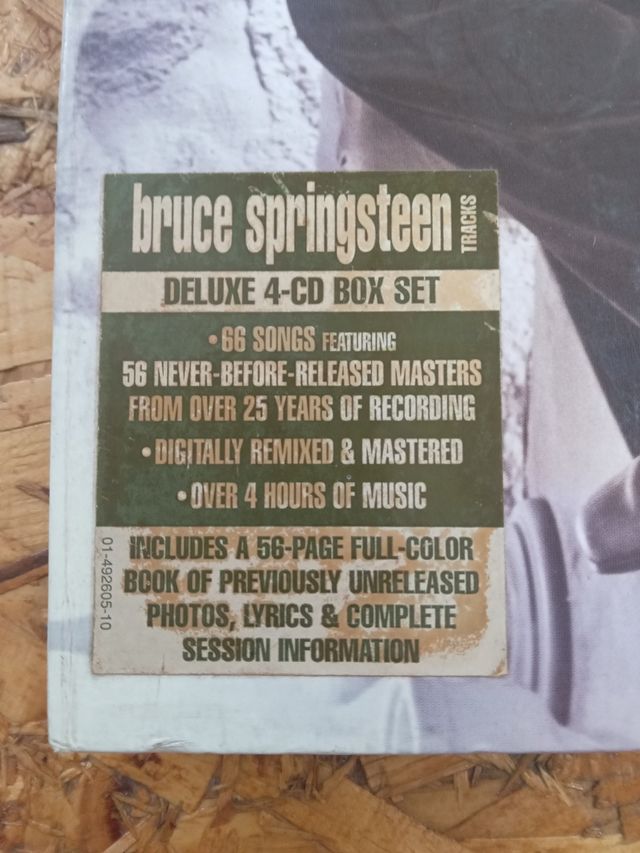 bruce springsteen TRACKS
DELUXE 4-CD BOX SET
•66 SONGS FEATURING
56 NEVER-BEFORE-RELEASED MASTERS
FROM OVER 25 YEARS OF RECORDING
•DIGITALLY REMIXED & MASTERED
•OVER 4 HOURS OF MUSIC
INCLUDES A 56-PAGE FULL-COLOR
BOOK OF PREVIOUSLY UNRELEASED
PHOTOS, LYRICS & COMPLETE
SESSION INFORMATION
01-492605-10